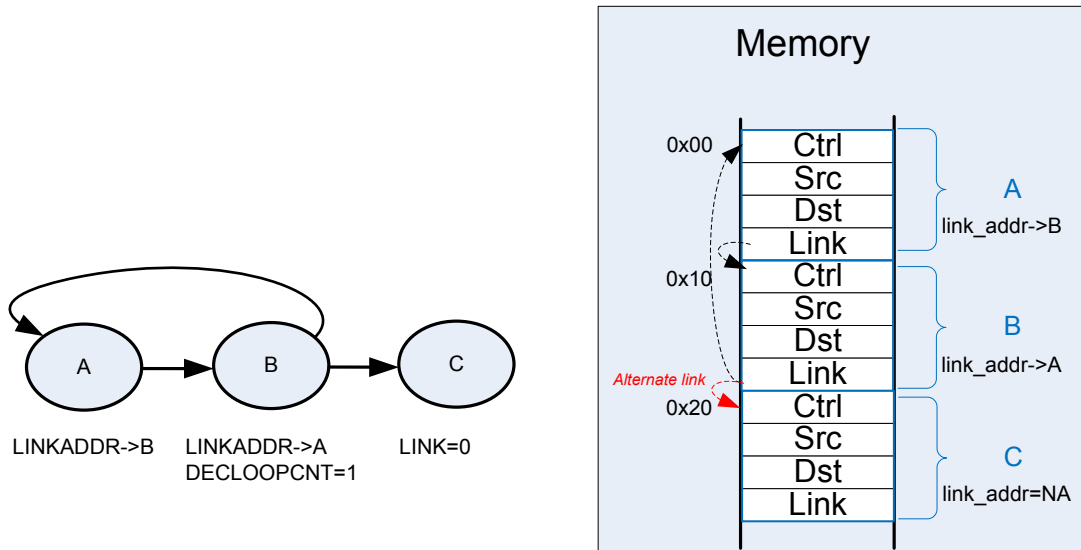 A
B
C
LINKADDR->B
LINKADDR->A
DECLOOPCNT=1
LINK=0
Memory
0x00
Ctrl
Src
Dst
Link
A
link_addr->B
0x10
Ctrl
Src
Dst
Link
B
link_addr->A
Alternate link
0x20
Ctrl
Src
Dst
Link
C
link_addr=NA